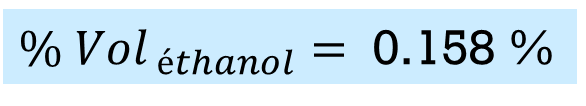 % Vol éthanol = 0.158 %